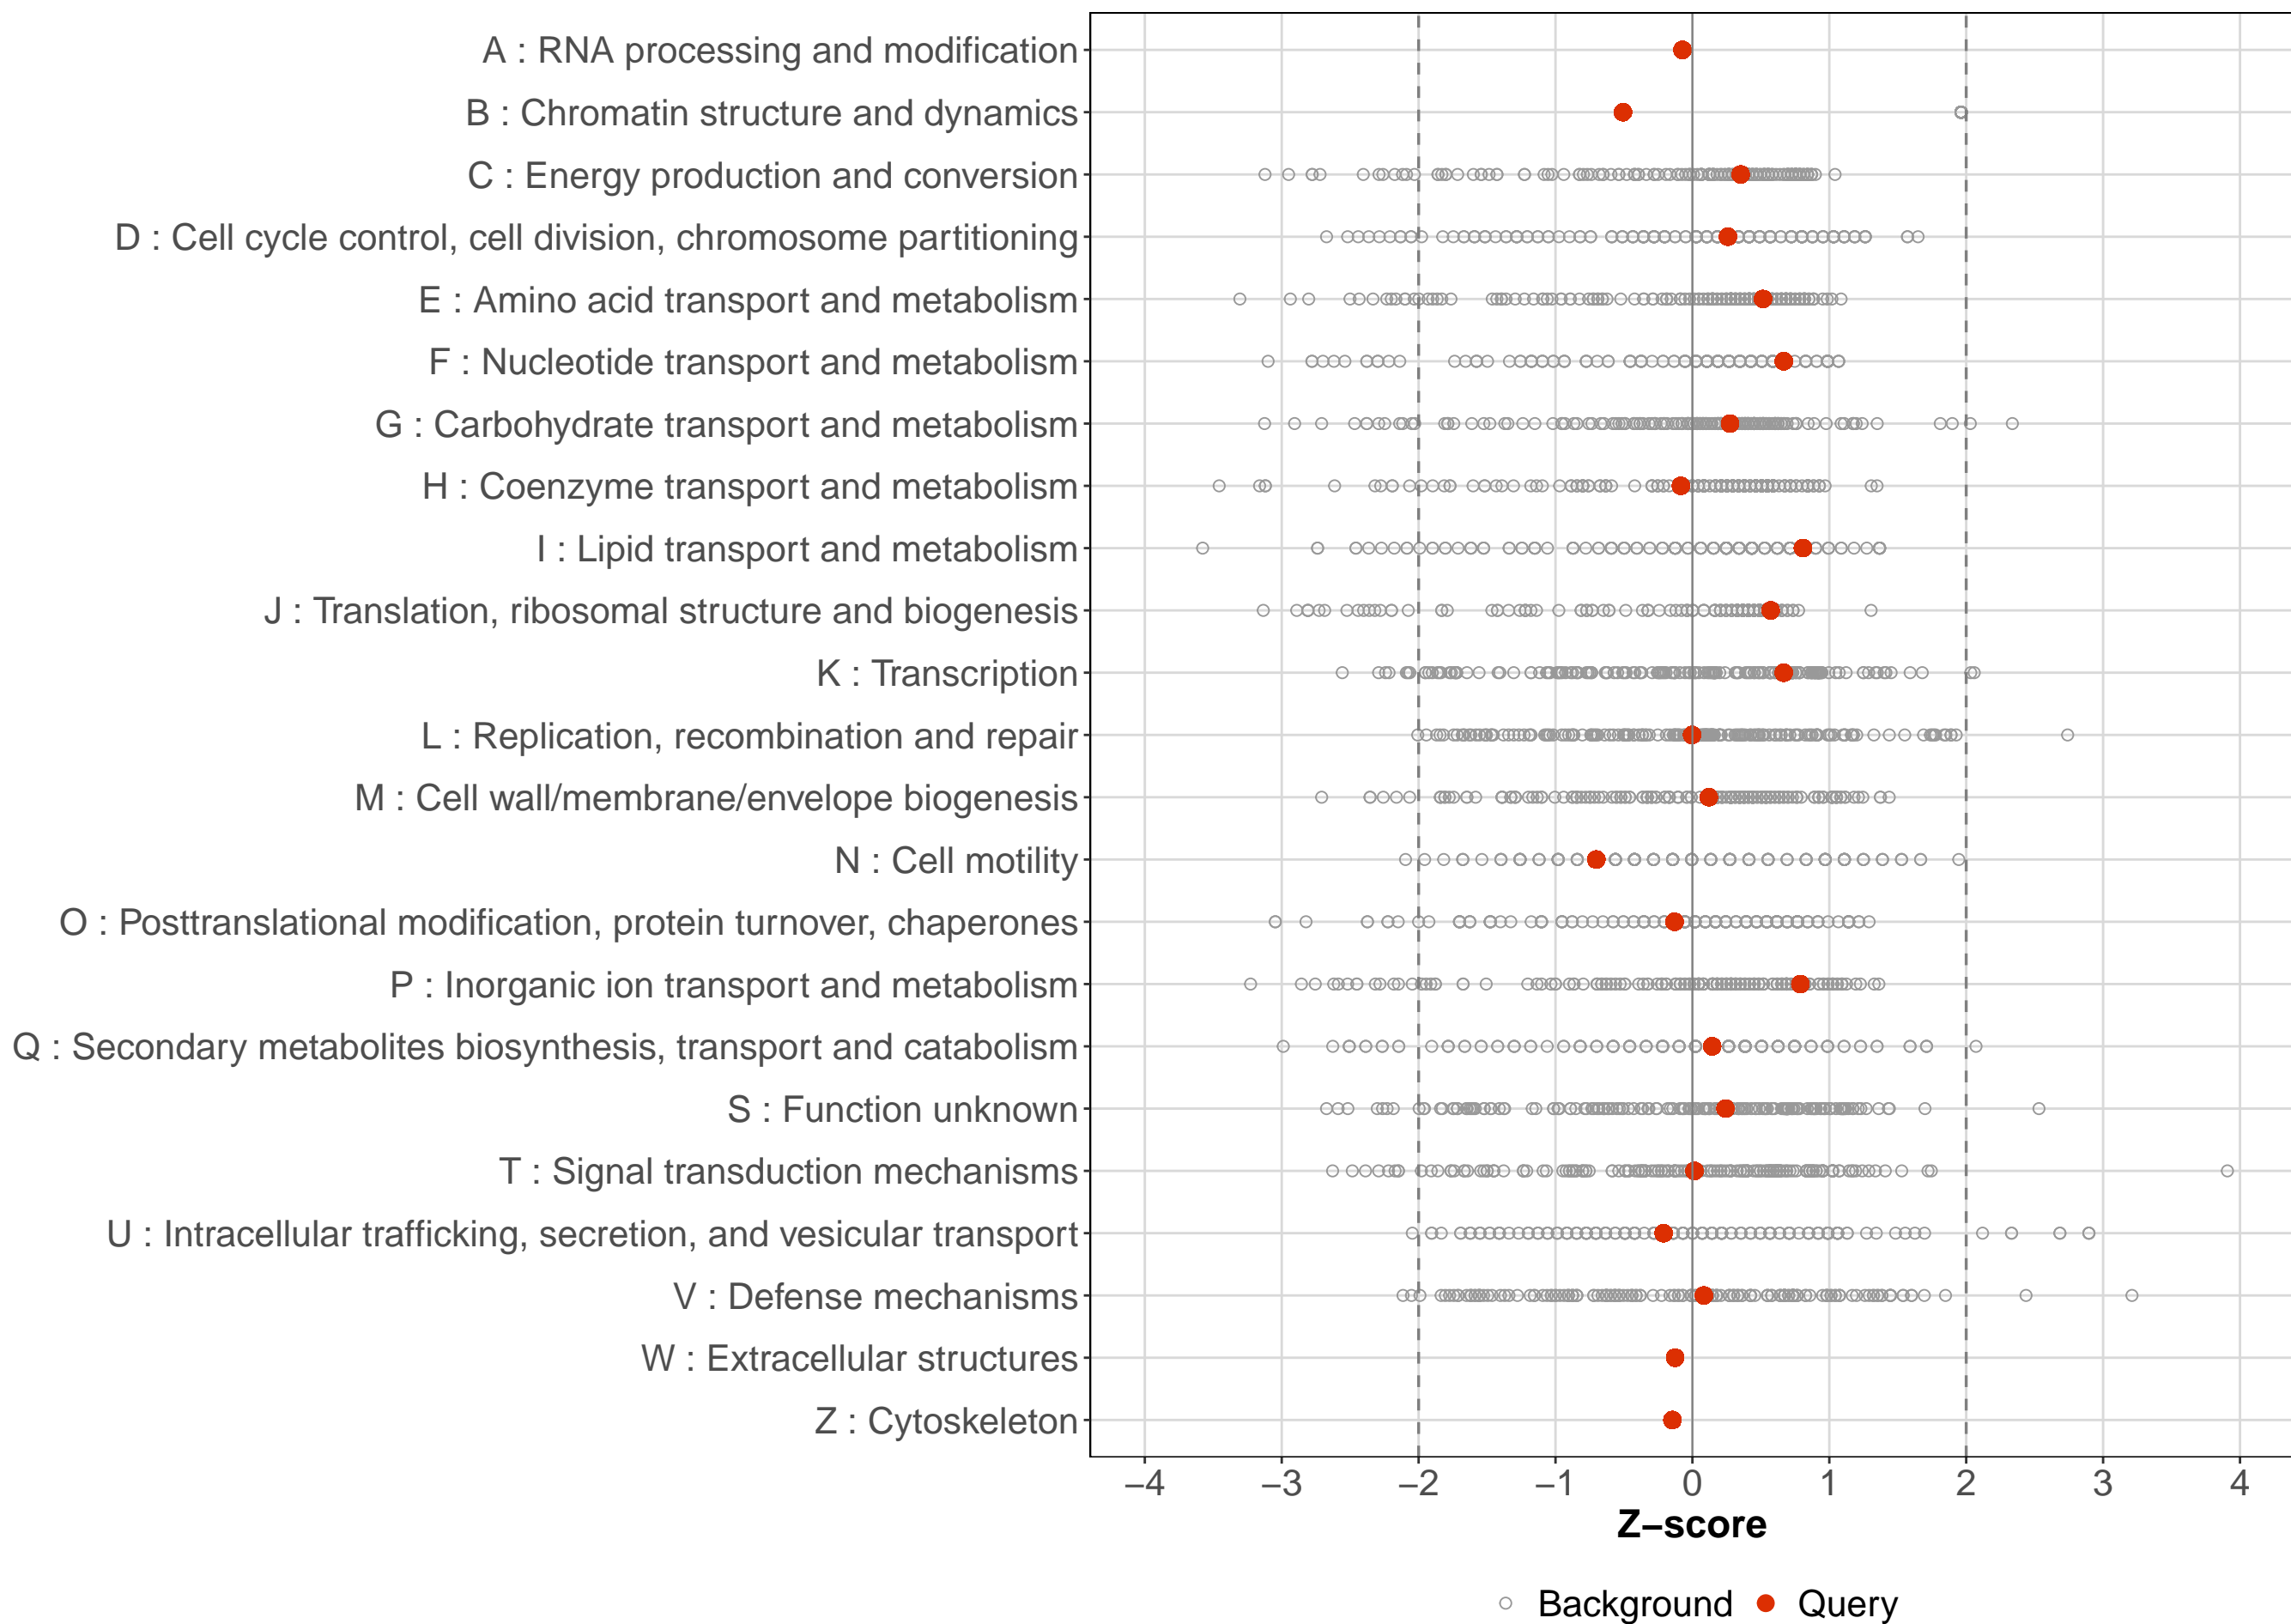 A : RNA processing and modification
B : Chromatin structure and dynamics
C : Energy production and conversion
D : Cell cycle control, cell division, chromosome partitioning
E : Amino acid transport and metabolism
F : Nucleotide transport and metabolism
G : Carbohydrate transport and metabolism
H : Coenzyme transport and metabolism
I : Lipid transport and metabolism
J : Translation, ribosomal structure and biogenesis
K : Transcription
L : Replication, recombination and repair
M : Cell wall/membrane/envelope biogenesis
N : Cell motility
O : Posttranslational modification, protein turnover, chaperones
P : Inorganic ion transport and metabolism
Q : Secondary metabolites biosynthesis, transport and catabolism
S : Function unknown
T : Signal transduction mechanisms
U : Intracellular trafficking, secretion, and vesicular transport
V : Defense mechanisms
W : Extracellular structures
Z : Cytoskeleton
−4 −3 −2 −1 0 1 2 3 4
Z−score
Background Query